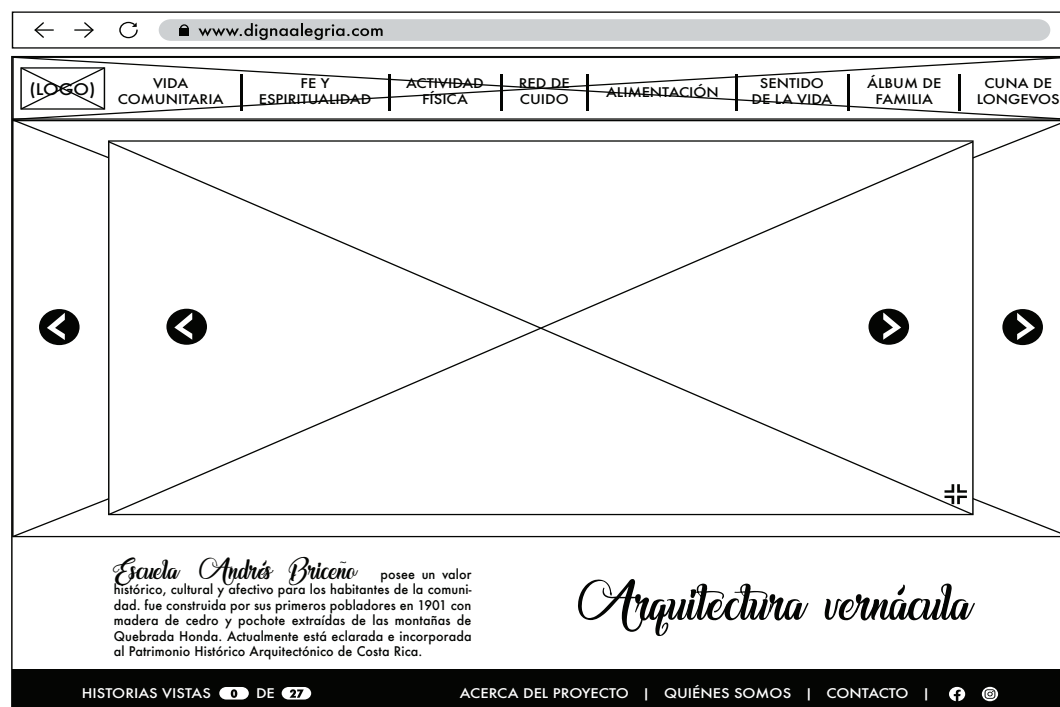 www.dignaalegria.com
(LOGO)
VIDA
COMUNITARIA
FE Y
ESPIRITUALIDAD
ACTIVIDAD
FÍSICA
RED DE
CUIDO
ALIMENTACIÓN
SENTIDO
DE LA VIDA
ÁLBUM DE
FAMILIA
CUNA DE
LONGEVOS
Escuela Andrés Briceño posee un valor
histórico, cultural y afectivo para los habitantes de la comuni-
dad. fue construida por sus primeros pobladores en 1901 con
madera de cedro y pochote extraídas de las montañas de
Quebrada Honda. Actualmente está eclarada e incorporada
al Patrimonio Histórico Arquitectónico de Costa Rica.
Arquitectura vernácula
HISTORIAS VISTAS 0 DE 27
ACERCA DEL PROYECTO | QUIÉNES SOMOS | CONTACTO |